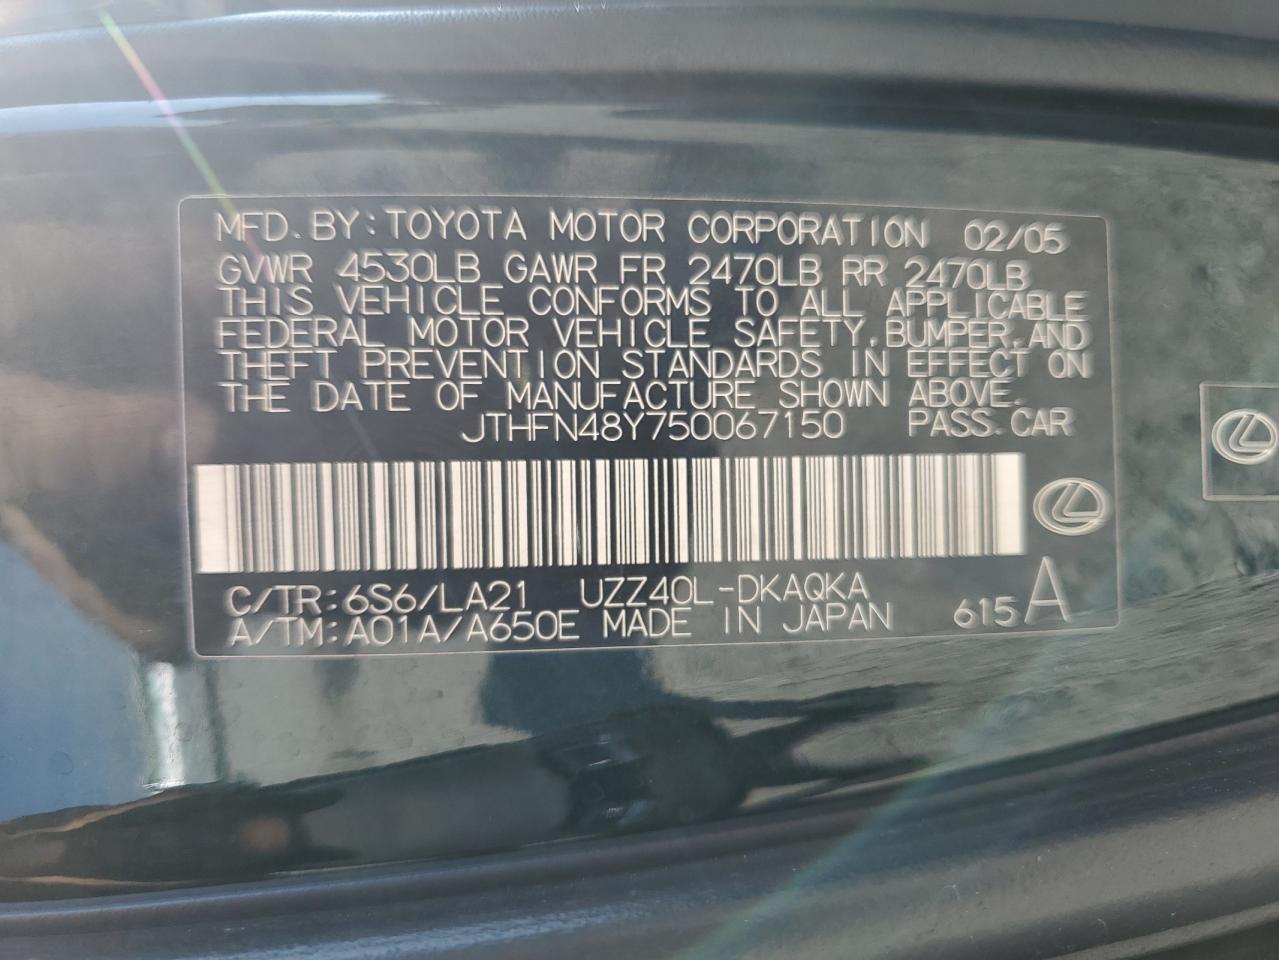 MFD. BY: TOYOTA MOTOR CORPORATION 02/05
GVWR 4530LB GAWR FR 2470LB RR 2470LB
THIS VEHICLE CONFORMS TO ALL APPLICABLE
FEDERAL MOTOR VEHICLE SAFETY, BUMPER, AND
THEFT PREVENTION STANDARDS IN EFFECT ON
THE DATE OF MANUFACTURE SHOWN ABOVE.
JTHFN48Y750067150 PASS. CAR
C/TR: 6S6/LA21 UZZ40L-DKAQKA
A/TM: A01A/A650E MADE IN JAPAN 615 A